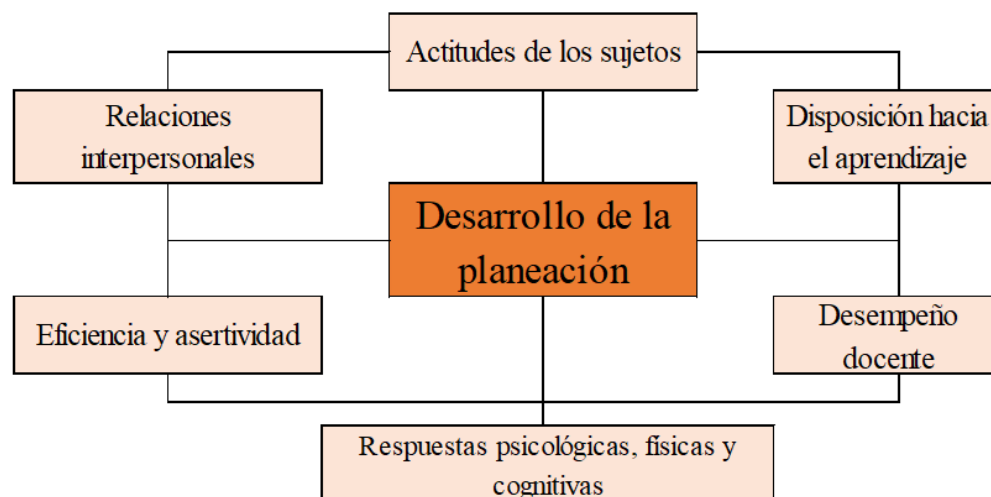 Actitudes de los sujetos
Relaciones
interpersonales
Disposición hacia
el aprendizaje
Desarrollo de la
planeación
Eficiencia y asertividad
Desempeño
docente
Respuestas psicológicas, físicas y
cognitivas